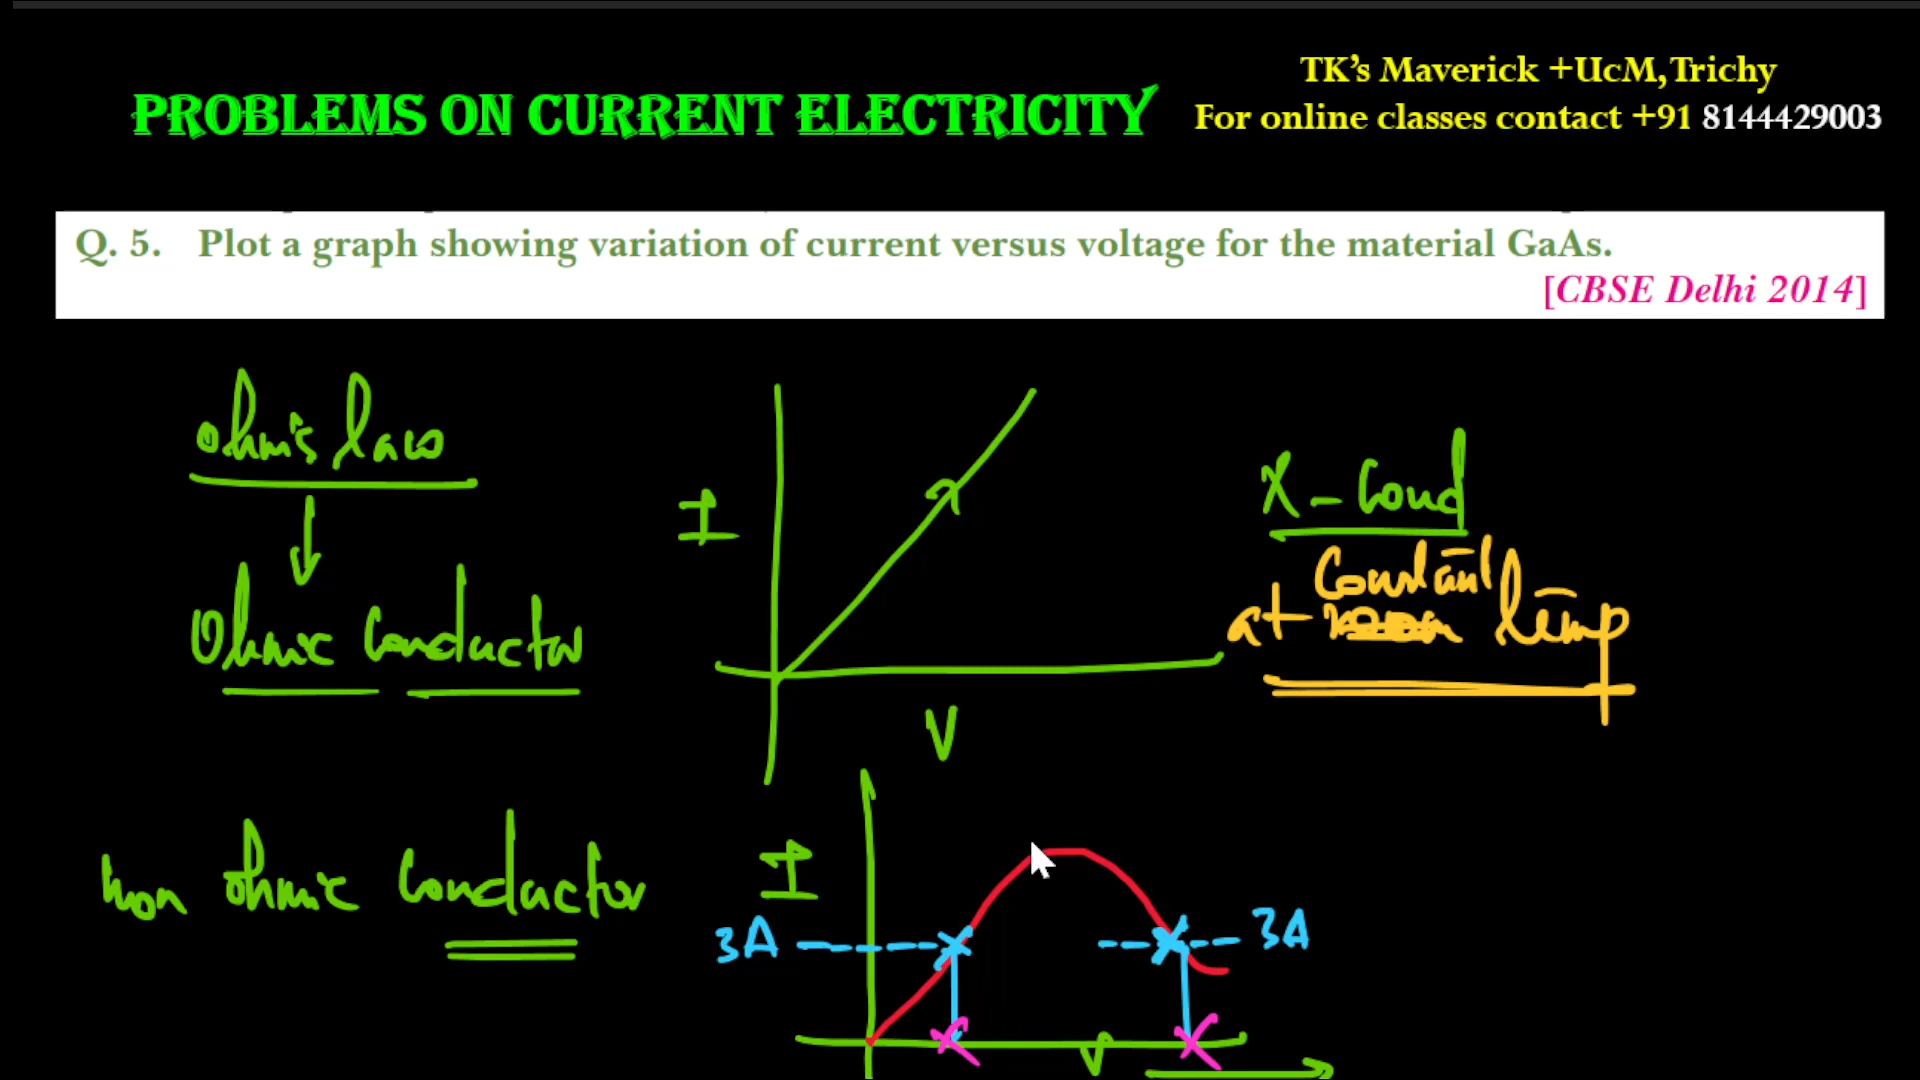 PROBLEMS ON CURRENT ELECTRICITY
TK's Maverick +UcM,Trichy
For online classes contact +91 8144429003
Q. 5. Plot a graph showing variation of current versus voltage for the material GaAs.
[CBSE Delhi 2014]
ohm's law
Ohmic conductor
I
V
X - Cond
Constant
at temp
non ohmic conductor
I
3A
3A
V